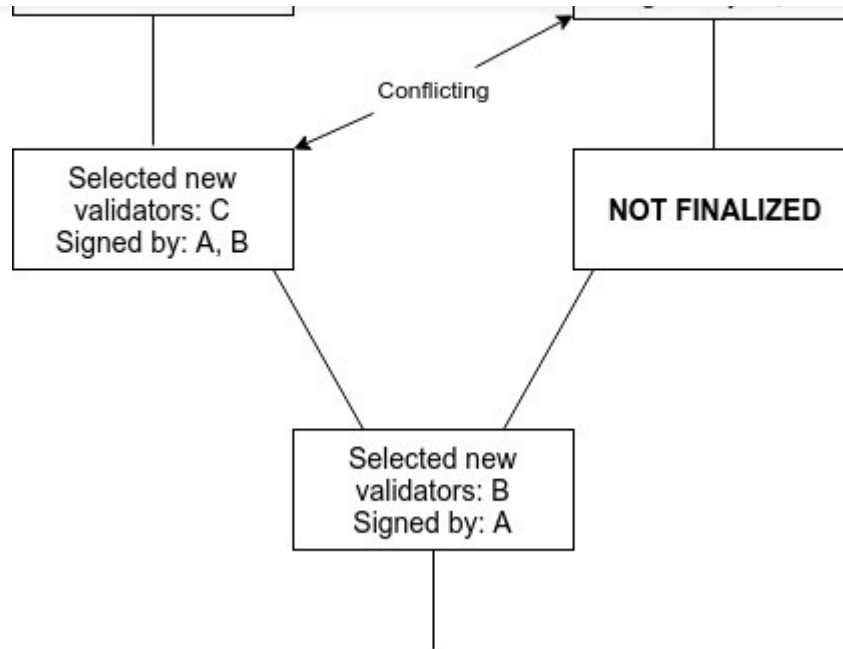 Conflicting
Selected new
validators: C
Signed by: A, B
NOT FINALIZED
Selected new
validators: B
Signed by: A